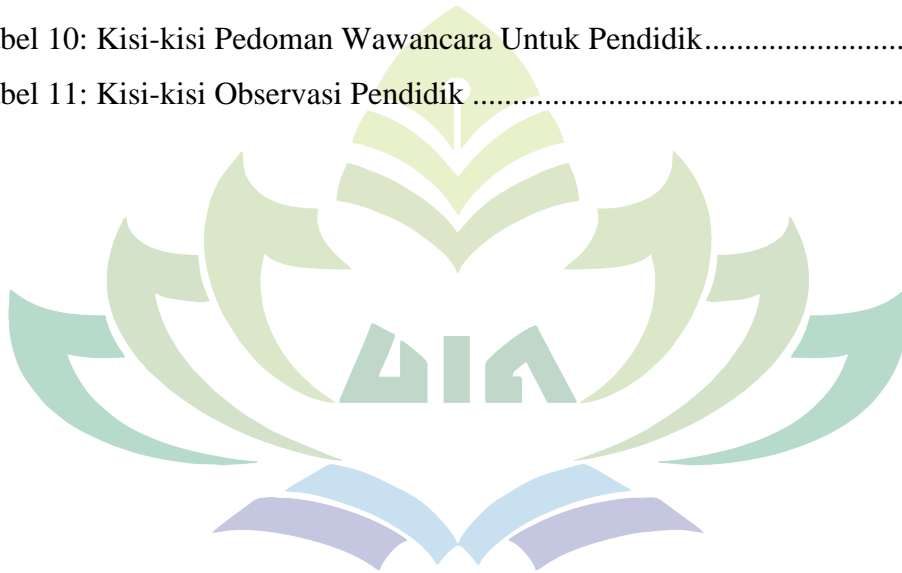 bel 10: Kisi-kisi Pedoman Wawancara Untuk Pendidik..........................
bel 11: Kisi-kisi Observasi Pendidik .......................................................
UIN